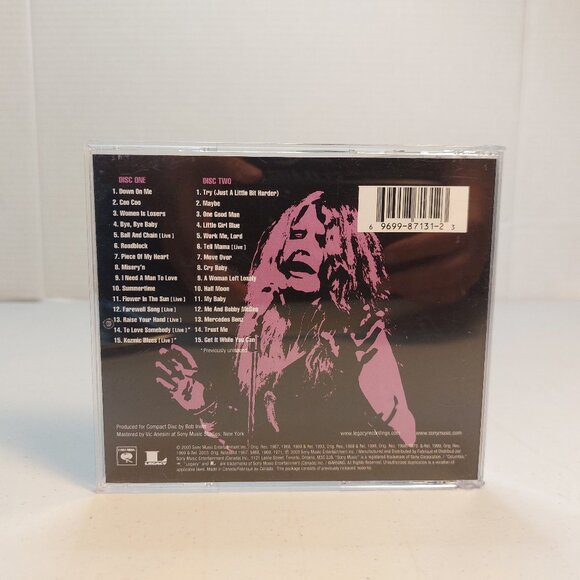 DISC ONE
1. Down On Me
2. Coo Coo
3. Women Is Losers
4. Bye, Bye Baby
5. Ball And Chain (Live)
6. Roadblock
7. Piece Of My Heart
8. Misery'n
9. I Need A Man To Love
10. Summertime
11. Flower In The Sun (Live)
12. Farewell Song (Live)
13. Raise Your Hand (Live)
14. To Love Somebody (Live)*
15. Kozmic Blues (Live)*
DISC TWO
1. Try (Just A Little Bit Harder)
2. Maybe
3. One Good Man
4. Little Girl Blue
5. Work Me, Lord
6. Tell Mama (Live)
7. Move Over
8. Cry Baby
9. A Woman Left Lonely
10. Half Moon
11. My Baby
12. Me And Bobby McGee
13. Mercedes Benz
14. Trust Me
15. Get It While You Can
*Previously unissued
6 9699-87131-2 3
Produced for Compact Disc by Bob Irwin
Mastered by Vic Anesini at Sony Music Studios, New York
www.legacyrecordings.com www.sonymusic.com
COLUMBIA
LEGACY